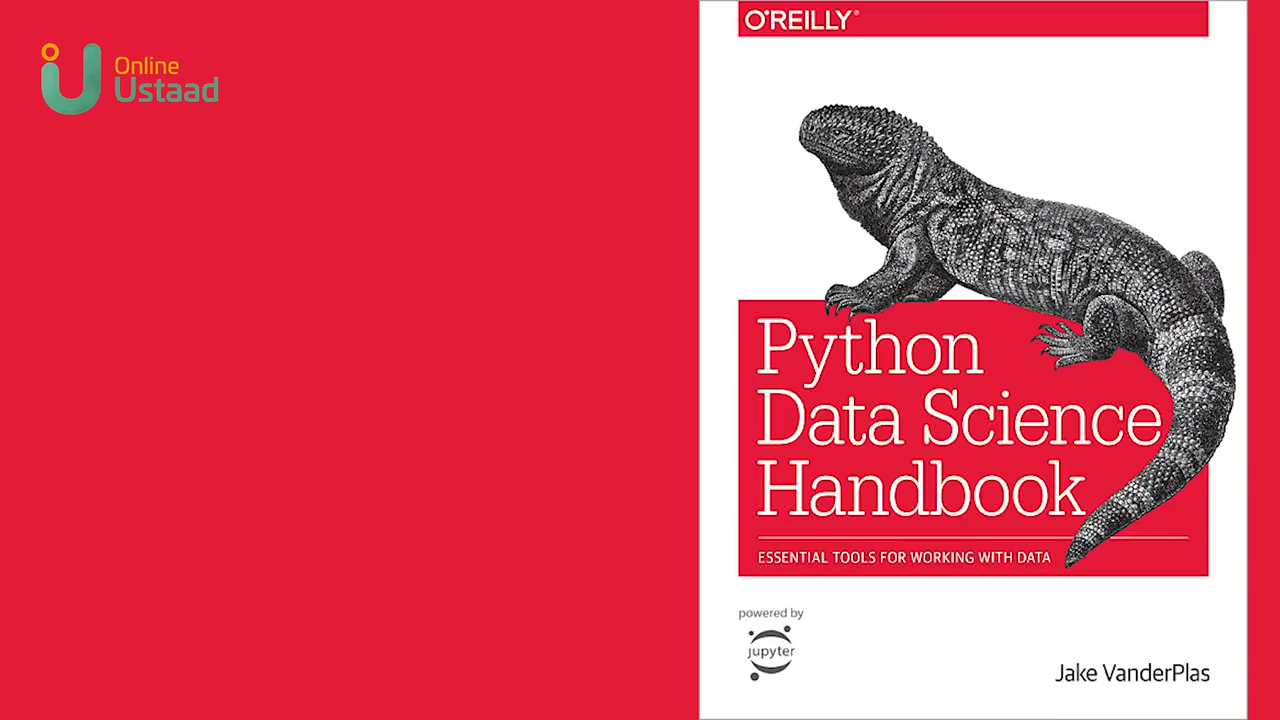 Online
Ustaad
O'REILLY®
Python
Data Science
Handbook
ESSENTIAL TOOLS FOR WORKING WITH DATA
powered by
jupyter
Jake VanderPlas